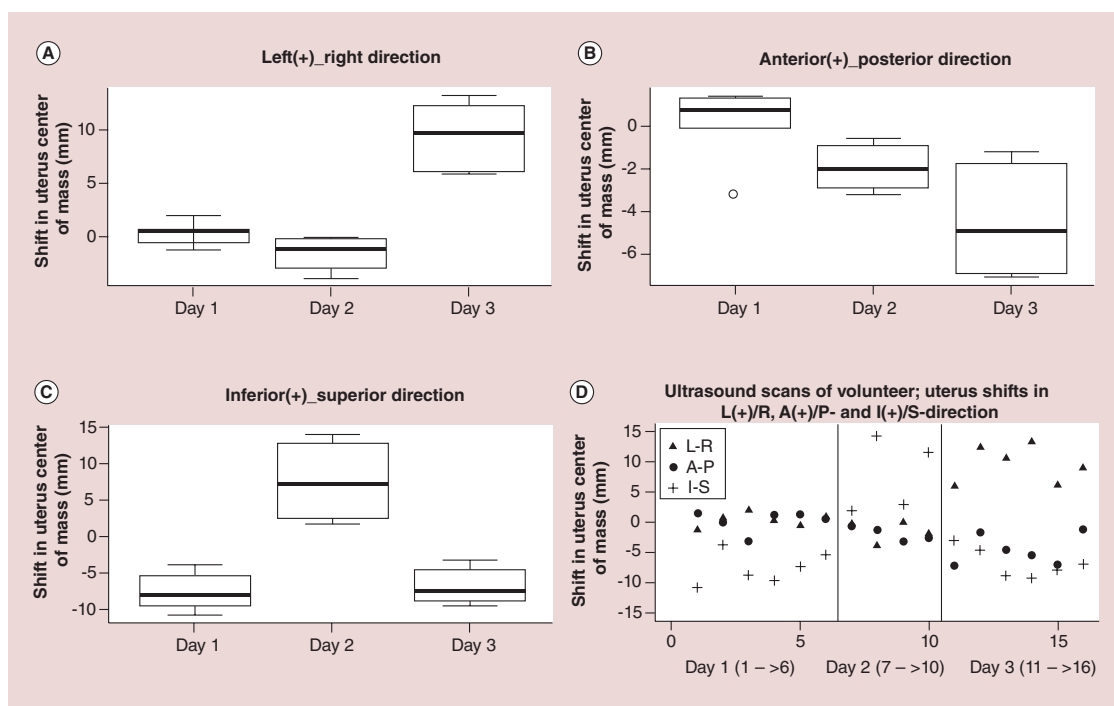 A
Left(+)_right direction
Shift in uterus center
of mass (mm)
10
5
0
Day 1
Day 2
Day 3
B
Anterior(+)_posterior direction
Shift in uterus center
of mass (mm)
0
-2
-4
-6
Day 1
Day 2
Day 3
C
Inferior(+)_superior direction
Shift in uterus center
of mass (mm)
15
10
5
0
-5
-10
Day 1
Day 2
Day 3
D
Ultrasound scans of volunteer; uterus shifts in
L(+)/R, A(+)/P- and I(+)/S-direction
Shift in uterus center
of mass (mm)
15
10
5
0
-5
-10
-15
L-R
A-P
I-S
0
5
10
15
Day 1 (1 – >6)
Day 2 (7 – >10)
Day 3 (11 – >16)